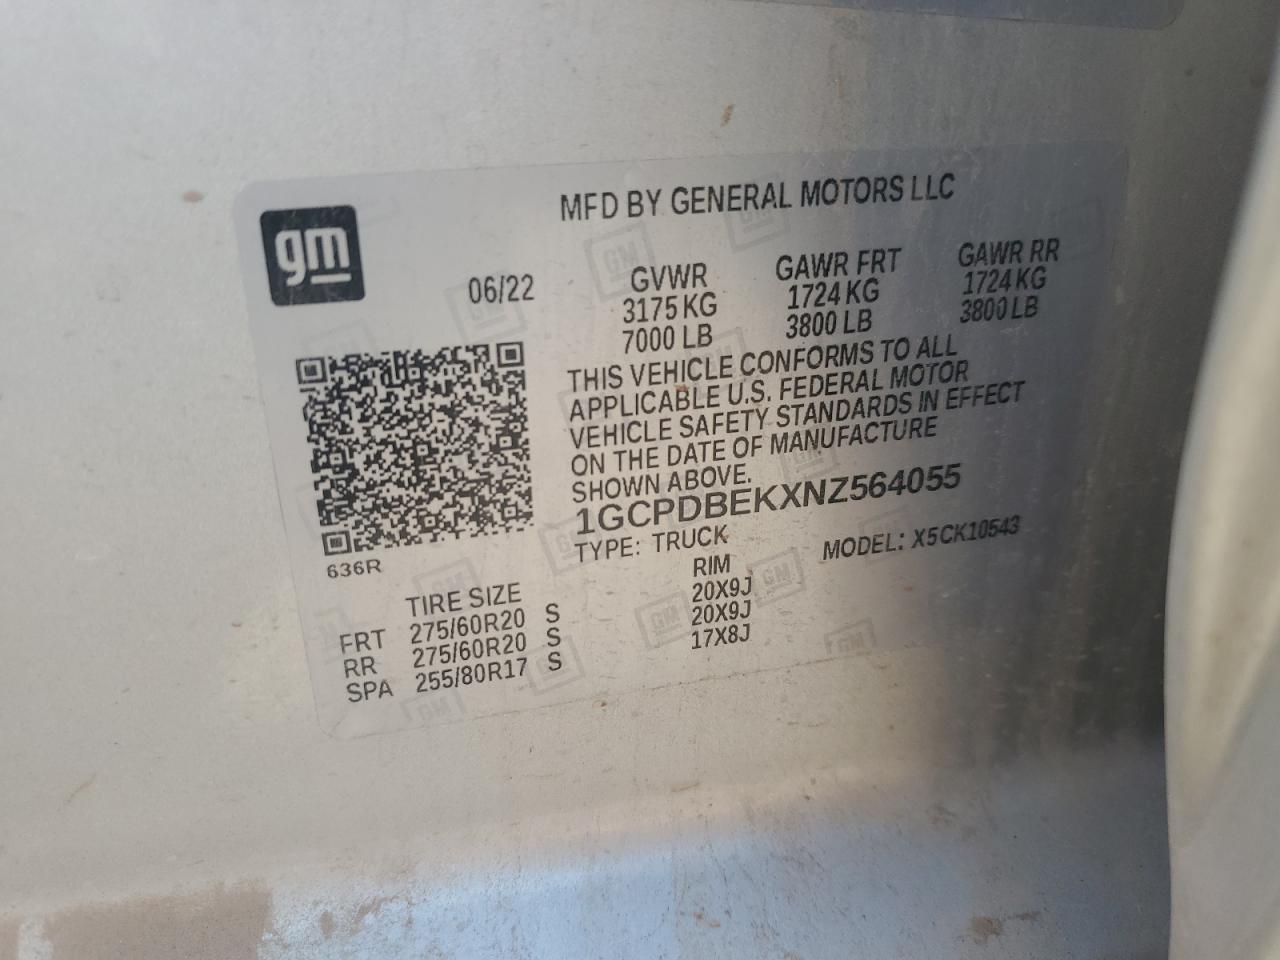 gm
MFD BY GENERAL MOTORS LLC
06/22
GVWR GAWR FRT GAWR RR
3175 KG 1724 KG 1724 KG
7000 LB 3800 LB 3800 LB
THIS VEHICLE CONFORMS TO ALL
APPLICABLE U.S. FEDERAL MOTOR
VEHICLE SAFETY STANDARDS IN EFFECT
ON THE DATE OF MANUFACTURE
SHOWN ABOVE.
1GCPDBEKXNZ564055
TYPE: TRUCK MODEL: X5CK10543
636R
TIRE SIZE RIM
FRT 275/60R20 S 20X9J
RR 275/60R20 S 20X9J
SPA 255/80R17 S 17X8J